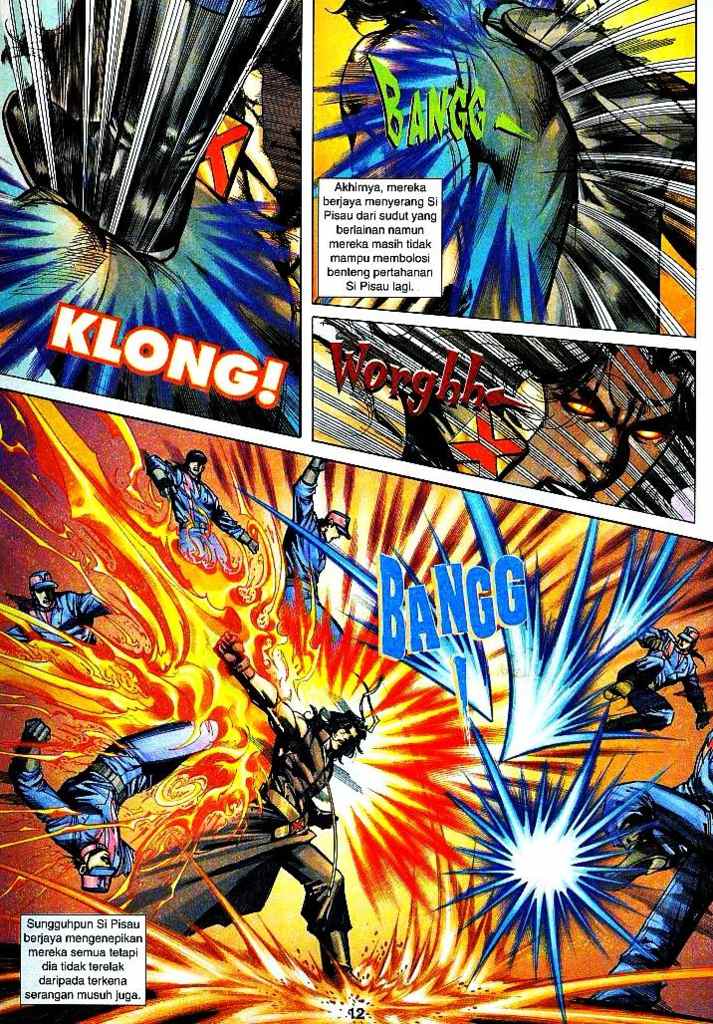 KLONG!
BANGG
Akhirnya, mereka
berjaya menyerang Si
Pisau dari sudut yang
berlainan namun
mereka masih tidak
mampu membolosi
benteng pertahanan
Si Pisau lagi.
Worghh
BANGG
!
Sungguhpun Si Pisau
berjaya mengenepikan
mereka semua tetapi
dia tidak terelak
daripada terkena
serangan musuh juga.
12